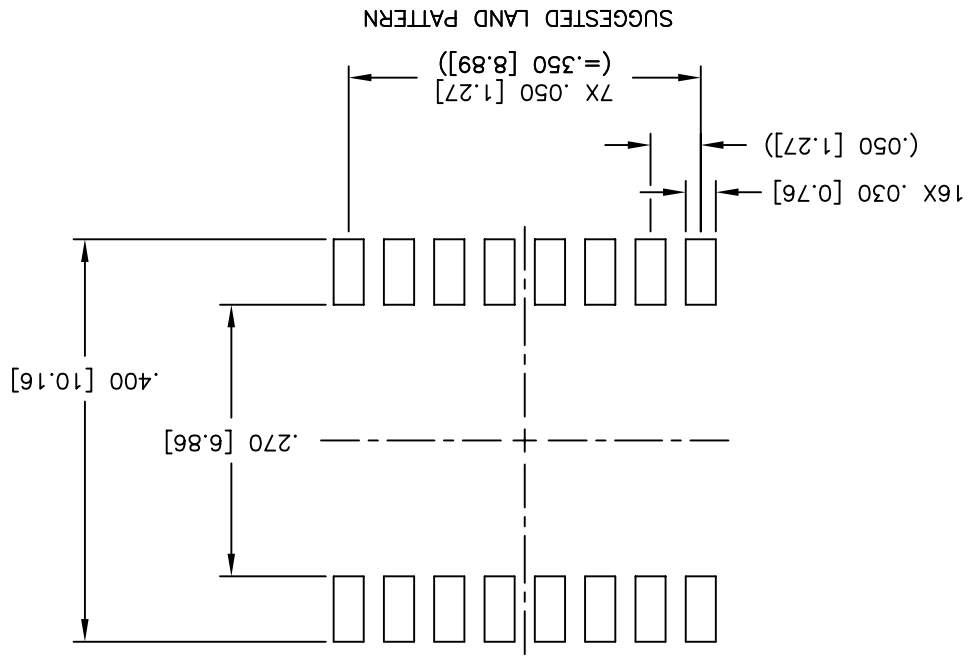 .270 [6.86]
.400 [10.16]
16X .030 [0.76]
(.050 [1.27])
7X .050 [1.27]
(=.350 [8.89])
SUGGESTED LAND PATTERN